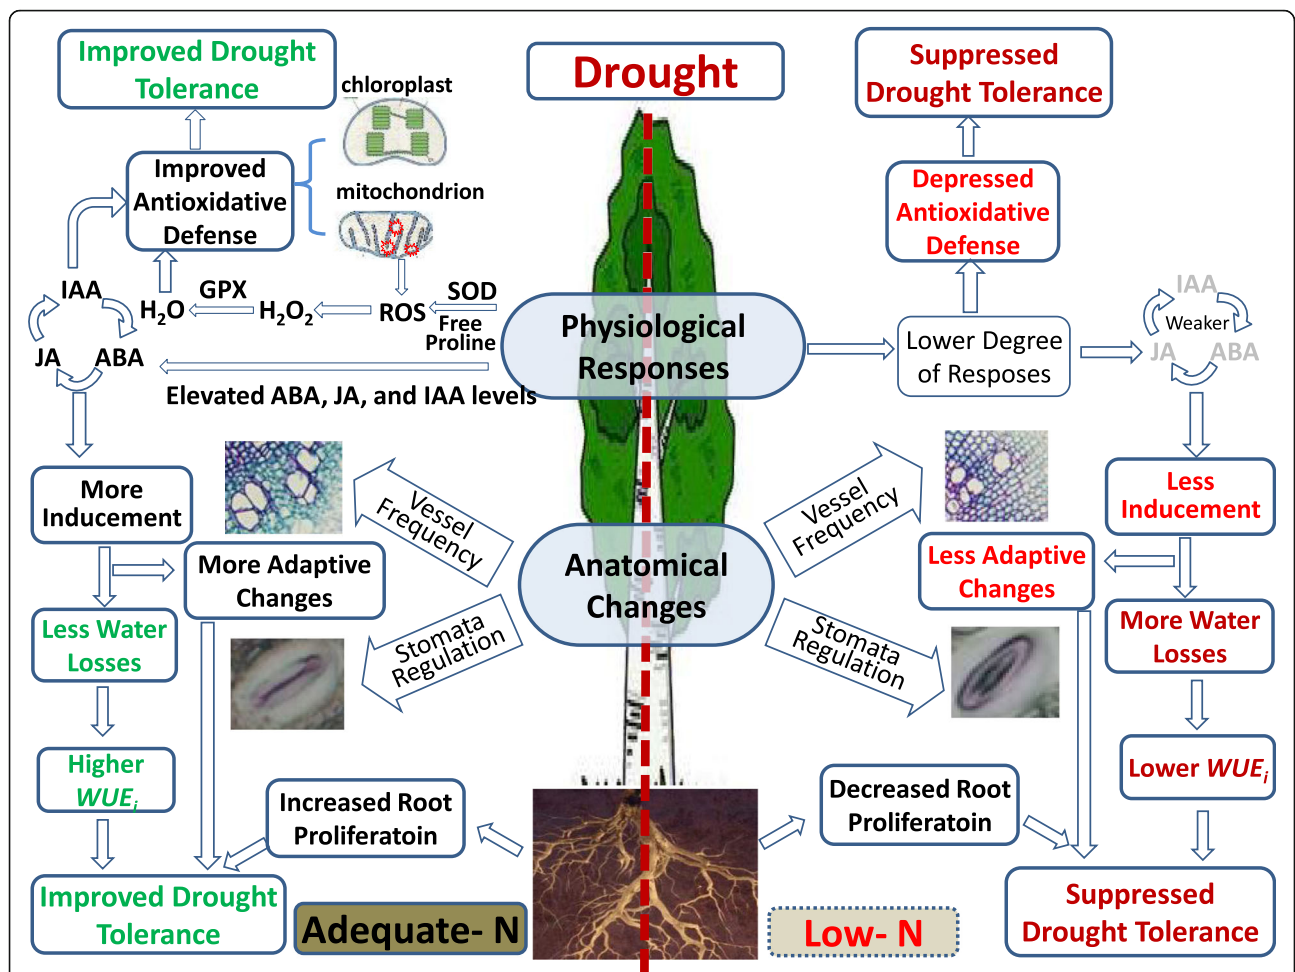 Drought
Improved Drought
Tolerance
chloroplast
Improved
Antioxidative
Defense
mitochondrion
IAA
JA
ABA
H2O
GPX
H2O2
ROS
SOD
Free
Proline
Elevated ABA, JA, and IAA levels
Physiological
Responses
Suppressed
Drought Tolerance
Depressed
Antioxidative
Defense
Lower Degree
of Resposes
IAA
Weaker
JA
ABA
More
Inducement
Vessel
Frequency
More Adaptive
Changes
Less Water
Losses
Stomata
Regulation
Higher
WUEi
Increased Root
Proliferatoin
Improved Drought
Tolerance
Adequate- N
Anatomical
Changes
Vessel
Frequency
Less
Inducement
Less Adaptive
Changes
Stomata
Regulation
More Water
Losses
Lower WUEi
Decreased Root
Proliferatoin
Low- N
Suppressed
Drought Tolerance